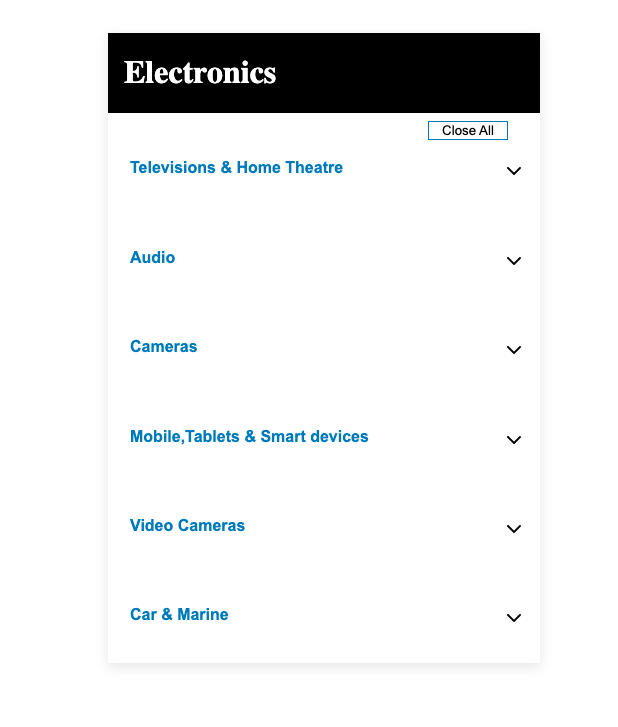 Electronics
Close All
Televisions & Home Theatre
Audio
Cameras
Mobile,Tablets & Smart devices
Video Cameras
Car & Marine